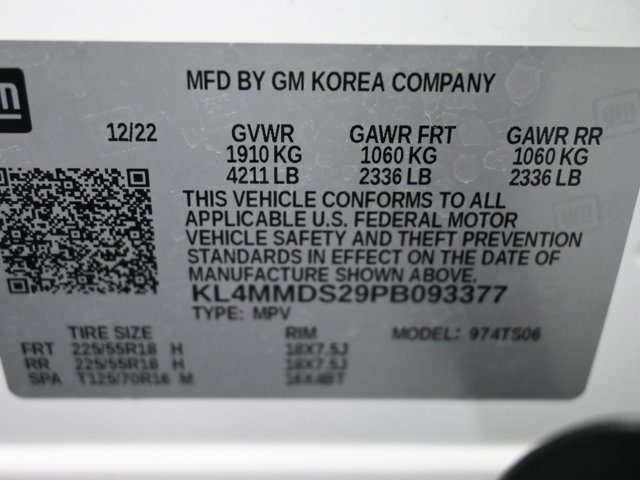 m
MFD BY GM KOREA COMPANY
12/22 GVWR GAWR FRT GAWR RR
1910 KG 1060 KG 1060 KG
4211 LB 2336 LB 2336 LB
THIS VEHICLE CONFORMS TO ALL
APPLICABLE U.S. FEDERAL MOTOR
VEHICLE SAFETY AND THEFT PREVENTION
STANDARDS IN EFFECT ON THE DATE OF
MANUFACTURE SHOWN ABOVE.
KL4MMDS29PB093377
TYPE: MPV
TIRE SIZE RIM MODEL: 974TS06
FRT 225/55R18 H 18X7.5J
RR 225/55R18 H 18X7.5J
SPA T125/70R16 M 16X4BT